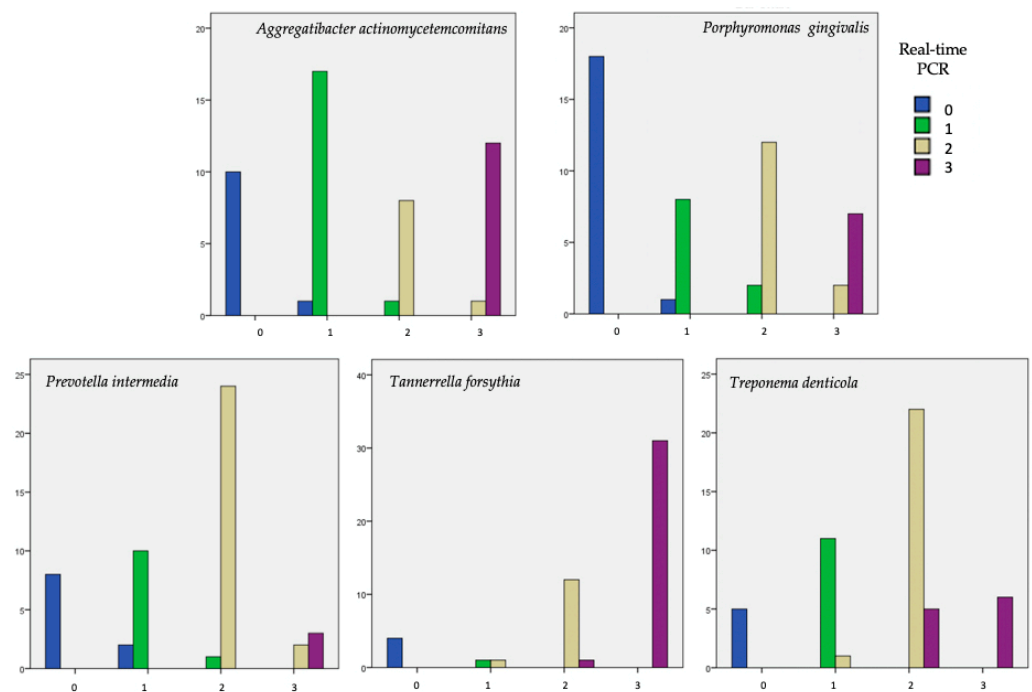 Aggregatibacter actinomycetemcomitans
20
15
10
5
0
0 1 2 3
Porphyromonas gingivalis
20
15
10
5
0
0 1 2 3
Real-time
PCR
0
1
2
3
Prevotella intermedia
25
20
15
10
5
0
0 1 2 3
Tannerrella forsythia
40
30
20
10
0
0 1 2 3
Treponema denticola
25
20
15
10
5
0
0 1 2 3